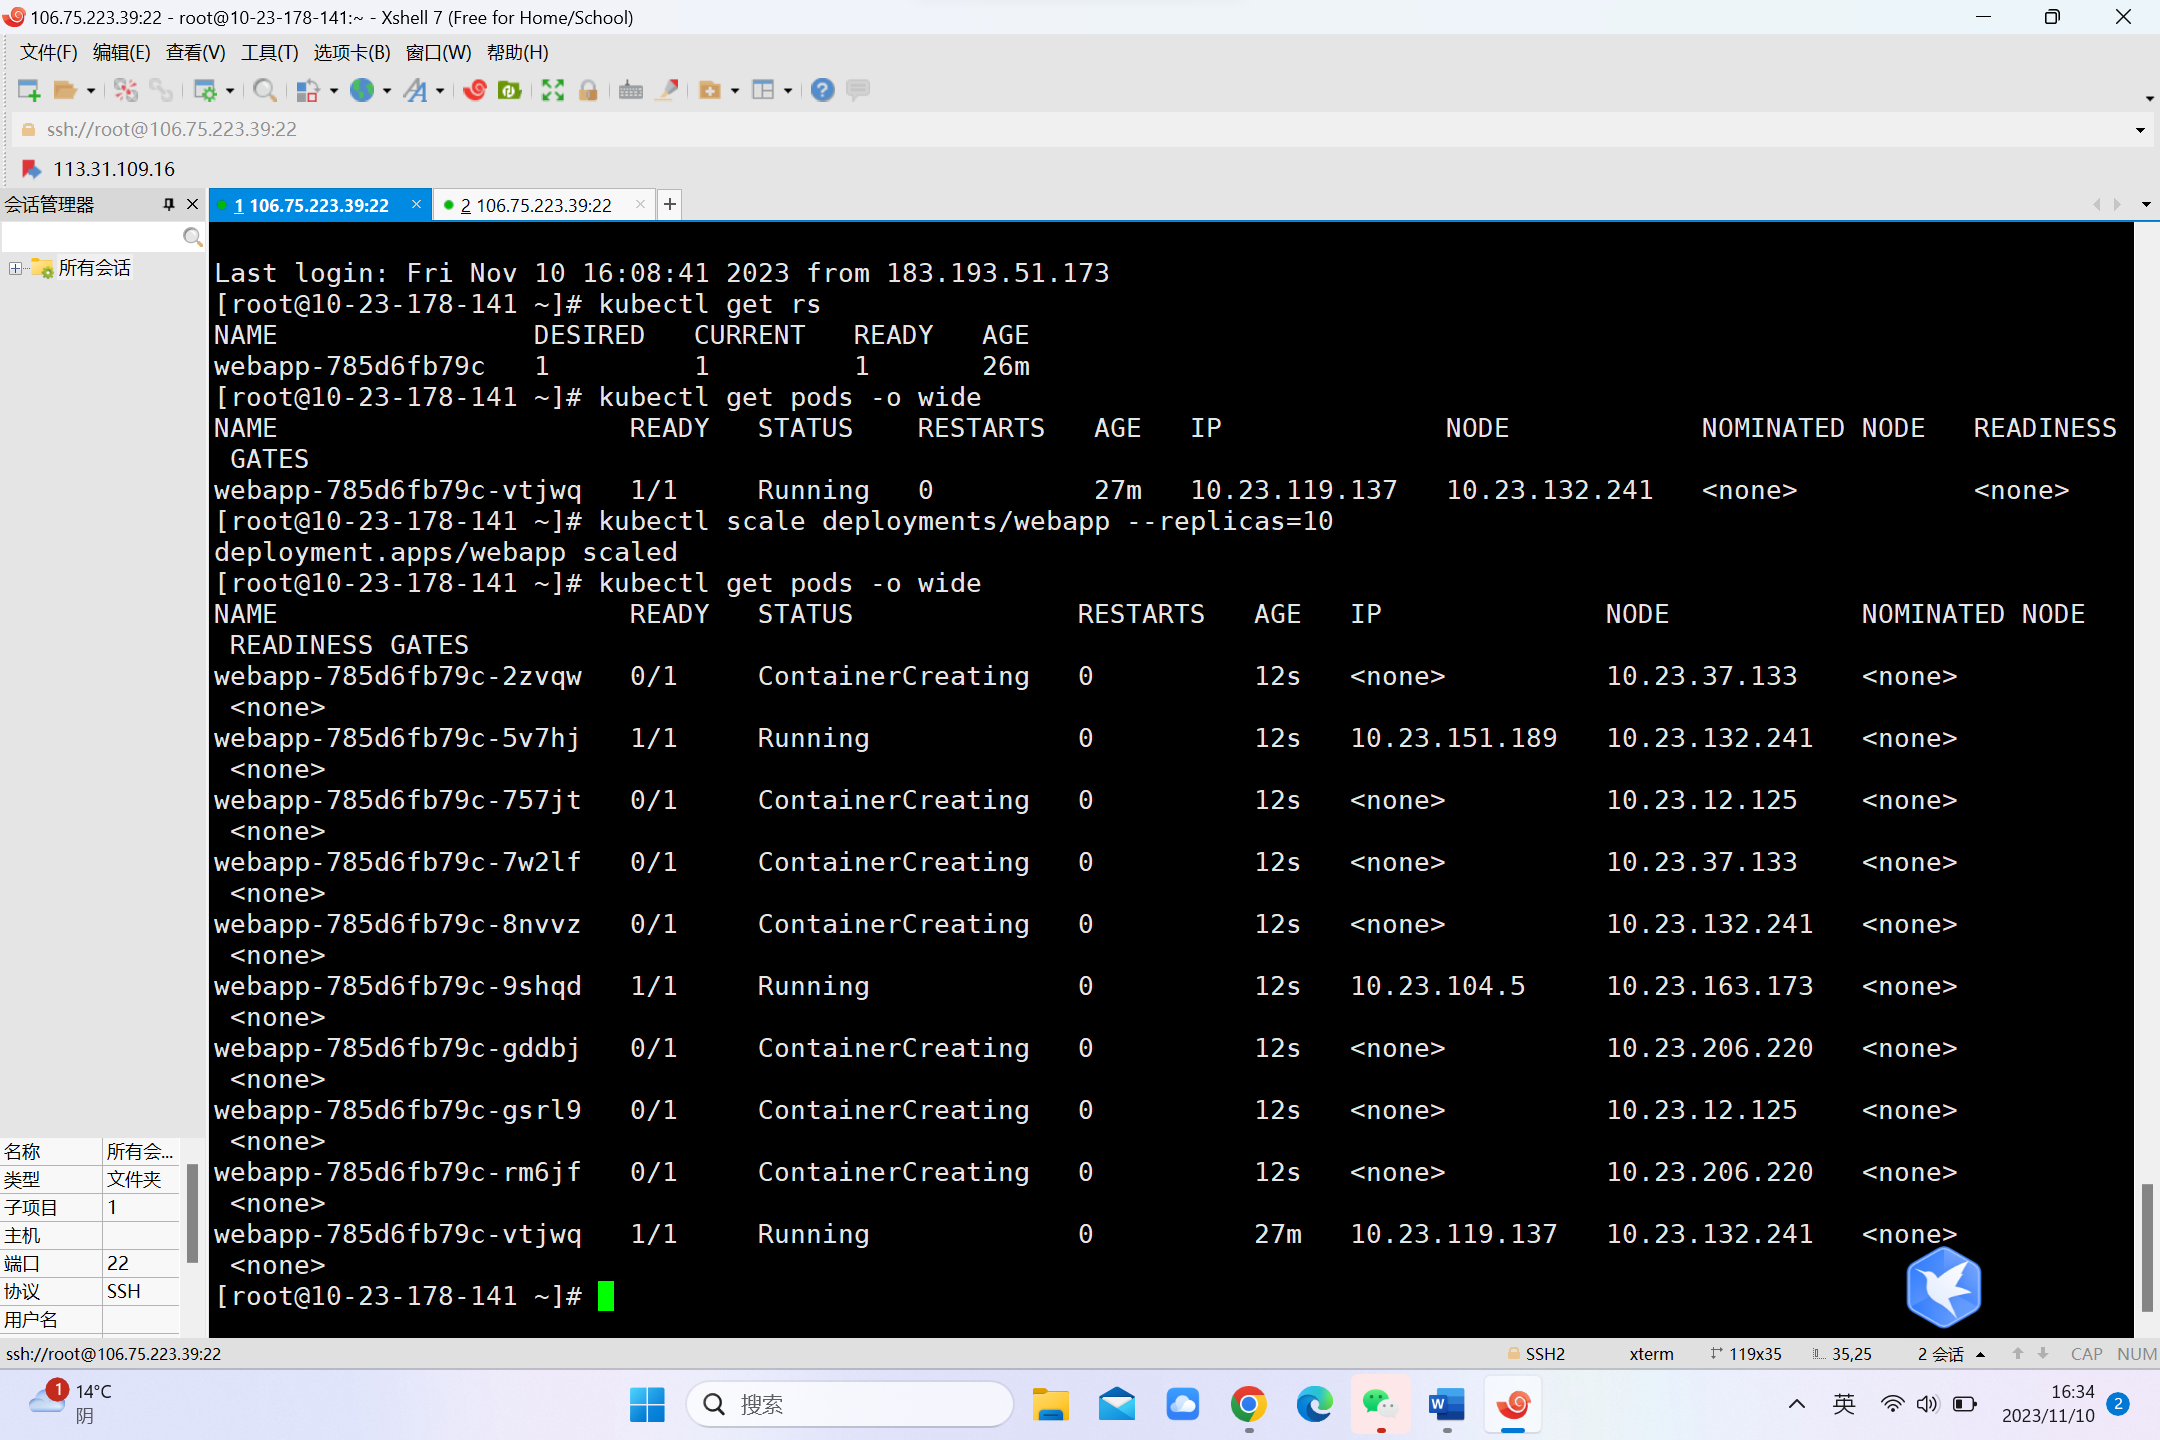 106.75.223.39:22 - root@10-23-178-141:~ - Xshell 7 (Free for Home/School)
文件(F) 编辑(E) 查看(V) 工具(T) 选项卡(B) 窗口(W) 帮助(H)
ssh://root@106.75.223.39:22
113.31.109.16
会话管理器
1 106.75.223.39:22
2 106.75.223.39:22
所有会话
Last login: Fri Nov 10 16:08:41 2023 from 183.193.51.173
[root@10-23-178-141 ~]# kubectl get rs
NAME DESIRED CURRENT READY AGE
webapp-785d6fb79c 1 1 1 26m
[root@10-23-178-141 ~]# kubectl get pods -o wide
NAME READY STATUS RESTARTS AGE IP NODE NOMINATED NODE READINESS
GATES
webapp-785d6fb79c-vtjwq 1/1 Running 0 27m 10.23.119.137 10.23.132.241 <none> <none>
[root@10-23-178-141 ~]# kubectl scale deployments/webapp --replicas=10
deployment.apps/webapp scaled
[root@10-23-178-141 ~]# kubectl get pods -o wide
NAME READY STATUS RESTARTS AGE IP NODE NOMINATED NODE
READINESS GATES
webapp-785d6fb79c-2zvqw 0/1 ContainerCreating 0 12s <none> 10.23.37.133 <none>
<none>
webapp-785d6fb79c-5v7hj 1/1 Running 0 12s 10.23.151.189 10.23.132.241 <none>
<none>
webapp-785d6fb79c-757jt 0/1 ContainerCreating 0 12s <none> 10.23.12.125 <none>
<none>
webapp-785d6fb79c-7w2lf 0/1 ContainerCreating 0 12s <none> 10.23.37.133 <none>
<none>
webapp-785d6fb79c-8nvvz 0/1 ContainerCreating 0 12s <none> 10.23.132.241 <none>
<none>
webapp-785d6fb79c-9shqd 1/1 Running 0 12s 10.23.104.5 10.23.163.173 <none>
<none>
webapp-785d6fb79c-gddbj 0/1 ContainerCreating 0 12s <none> 10.23.206.220 <none>
<none>
webapp-785d6fb79c-gsrl9 0/1 ContainerCreating 0 12s <none> 10.23.12.125 <none>
<none>
webapp-785d6fb79c-rm6jf 0/1 ContainerCreating 0 12s <none> 10.23.206.220 <none>
<none>
webapp-785d6fb79c-vtjwq 1/1 Running 0 27m 10.23.119.137 10.23.132.241 <none>
<none>
[root@10-23-178-141 ~]#
名称 所有会...
类型 文件夹
子项目 1
主机
端口 22
协议 SSH
用户名
ssh://root@106.75.223.39:22 SSH2 xterm 119x35 35,25 2 会话 CAP NUM
1 14°C
阴
搜索
英
16:34
2023/11/10
2